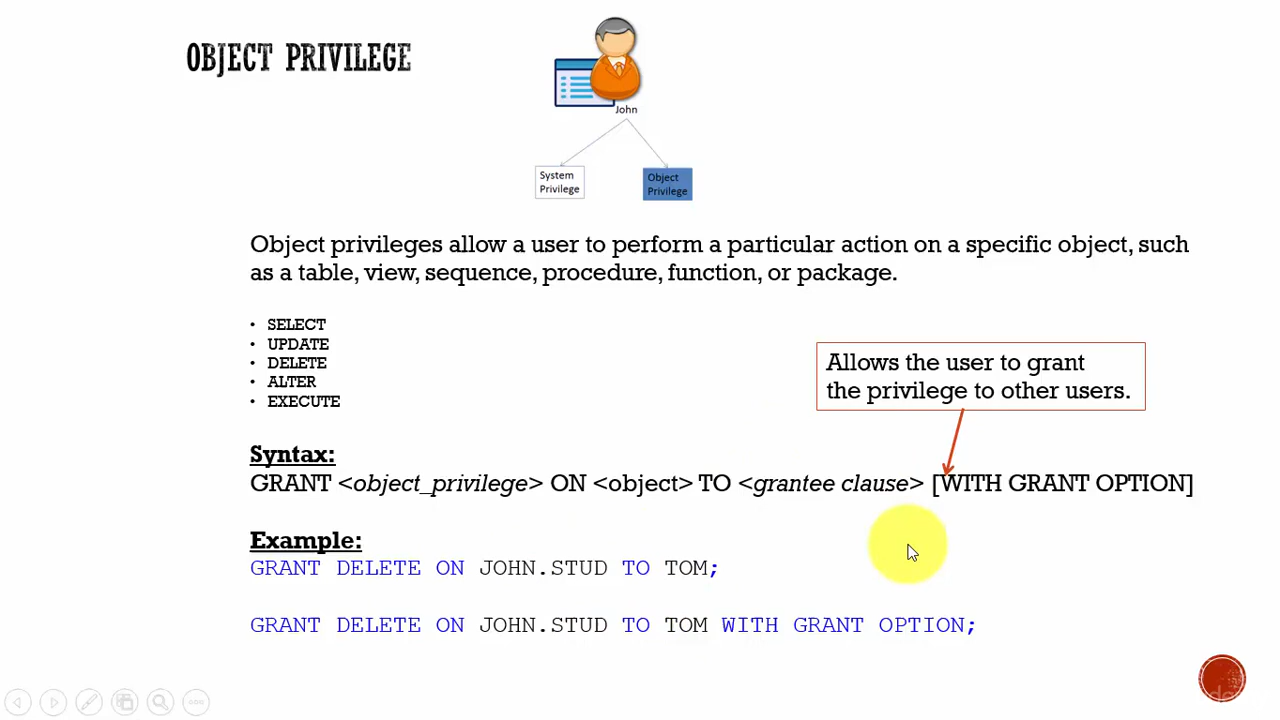 OBJECT PRIVILEGE
John
System
Privilege
Object
Privilege
Object privileges allow a user to perform a particular action on a specific object, such
as a table, view, sequence, procedure, function, or package.
• SELECT
• UPDATE
• DELETE
• ALTER
• EXECUTE
Allows the user to grant
the privilege to other users.
Syntax:
GRANT <object_privilege> ON <object> TO <grantee clause> [WITH GRANT OPTION]
Example:
GRANT DELETE ON JOHN.STUD TO TOM;
GRANT DELETE ON JOHN.STUD TO TOM WITH GRANT OPTION;